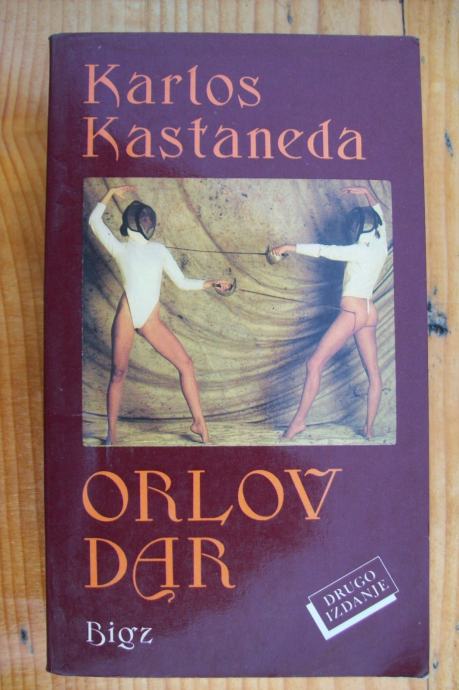 Karlos
Kastaneda
ORLOV
DAR
Bigz
DRUGO
IZDANJE